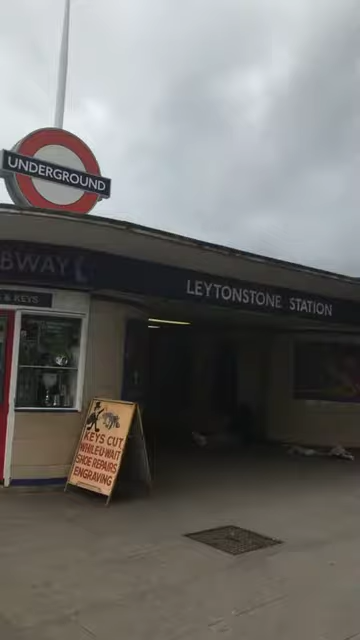 UNDERGROUND
BWAY
& KEYS
LEYTONSTONE STATION
KEYS CUT
WHILE-U-WAIT
SHOE REPAIRS
ENGRAVING